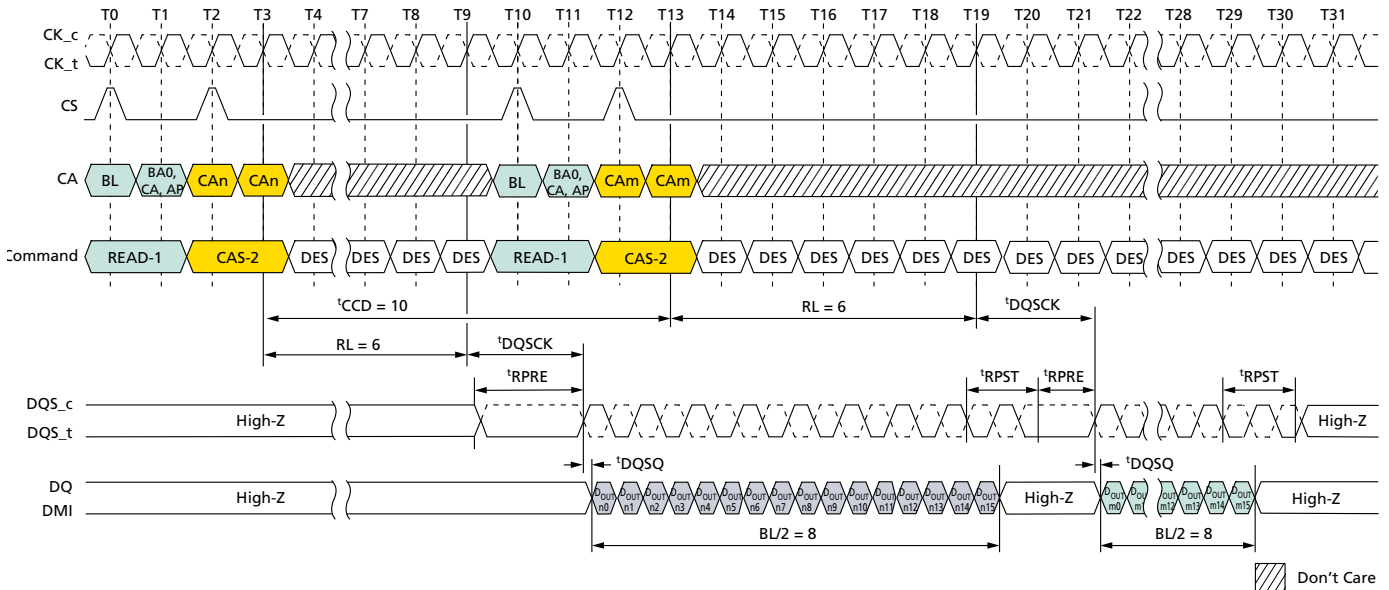 T0 T1 T2 T3 T4 T7 T8 T9 T10 T11 T12 T13 T14 T15 T16 T17 T18 T19 T20 T21 T22 T28 T29 T30 T31
CK_c
CK_t
CS
CA BL BA0, CA, AP CAn CAn BL BA0, CA, AP CAm CAm
Command READ-1 CAS-2 DES DES DES DES READ-1 CAS-2 DES DES DES DES DES DES DES DES DES DES DES DES DES
tCCD = 10 RL = 6 tDQSCK
RL = 6 tDQSCK
tRPRE tRPST tRPRE tRPST
DQS_c
DQS_t High-Z High-Z
tDQSQ tDQSQ
DQ
DMI High-Z DOUT n0 DOUT n1 DOUT n2 DOUT n3 DOUT n4 DOUT n5 DOUT n6 DOUT n7 DOUT n8 DOUT n9 DOUT n10 DOUT n11 DOUT n12 DOUT n13 DOUT n14 DOUT n15 High-Z DOUT m0 DOUT m12 DOUT m13 DOUT m14 DOUT m15 High-Z
BL/2 = 8 BL/2 = 8
Don't Care